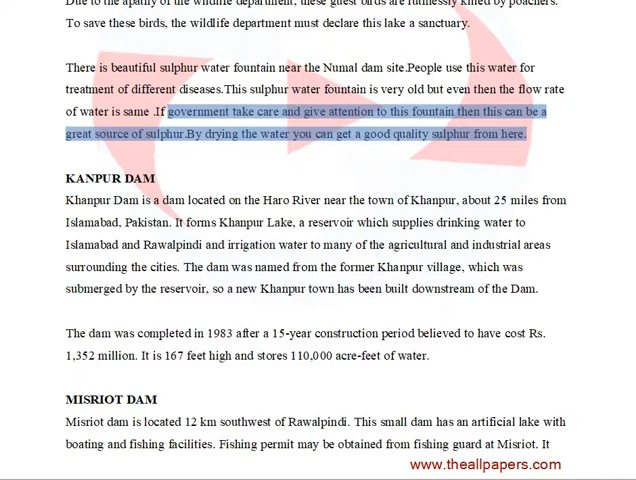 Due to the apathy of the wildlife department, these guest birds are ruthlessly killed by poachers.
To save these birds, the wildlife department must declare this lake a sanctuary.
There is beautiful sulphur water fountain near the Numal dam site.People use this water for
treatment of different diseases.This sulphur water fountain is very old but even then the flow rate
of water is same .If government take care and give attention to this fountain then this can be a
great source of sulphur.By drying the water you can get a good quality sulphur from here.
KANPUR DAM
Khanpur Dam is a dam located on the Haro River near the town of Khanpur, about 25 miles from
Islamabad, Pakistan. It forms Khanpur Lake, a reservoir which supplies drinking water to
Islamabad and Rawalpindi and irrigation water to many of the agricultural and industrial areas
surrounding the cities. The dam was named from the former Khanpur village, which was
submerged by the reservoir, so a new Khanpur town has been built downstream of the Dam.
The dam was completed in 1983 after a 15-year construction period believed to have cost Rs.
1,352 million. It is 167 feet high and stores 110,000 acre-feet of water.
MISRIOT DAM
Misriot dam is located 12 km southwest of Rawalpindi. This small dam has an artificial lake with
boating and fishing facilities. Fishing permit may be obtained from fishing guard at Misriot. It
www.theallpapers.com